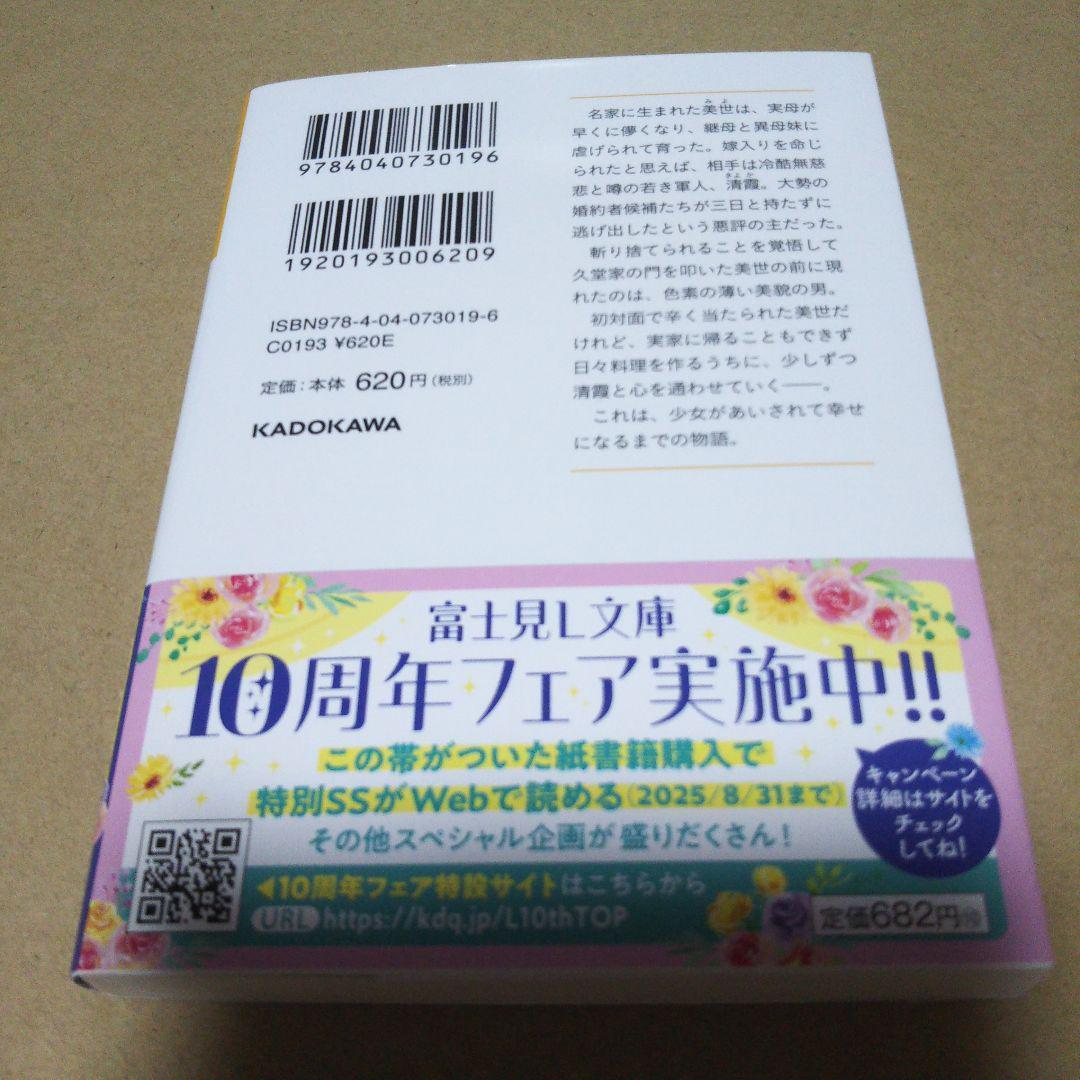 9784040730196
1920193006209
ISBN978-4-04-073019-6
C0193 ¥620E
定価:本体 620円(税別)
KADOKAWA
名家に生まれた美世は、実母が
みよ
早くに儚くなり、継母と異母妹に
虐げられて育った。嫁入りを命じ
られたと思えば、相手は冷酷無慈
悲と噂の若き軍人、清霞。大勢の
きよか
婚約者候補たちが三日と持たずに
逃げ出したという悪評の主だった。
斬り捨てられることを覚悟して
久堂家の門を叩いた美世の前に現
れたのは、色素の薄い美貌の男。
初対面で辛く当たられた美世だ
けれど、実家に帰ることもできず
日々料理を作るうちに、少しずつ
清霞と心を通わせていく――。
これは、少女があいされて幸せ
になるまでの物語。
富士見L文庫
10周年フェア実施中!!
この帯がついた紙書籍購入で
特別SSがWebで読める(2025/8/31まで)
その他スペシャル企画が盛りだくさん!
キャンペーン
詳細はサイトを
チェック
してね!
◀10周年フェア特設サイトはこちらから
URL https://kdq.jp/L10thTOP
定価682円⑩